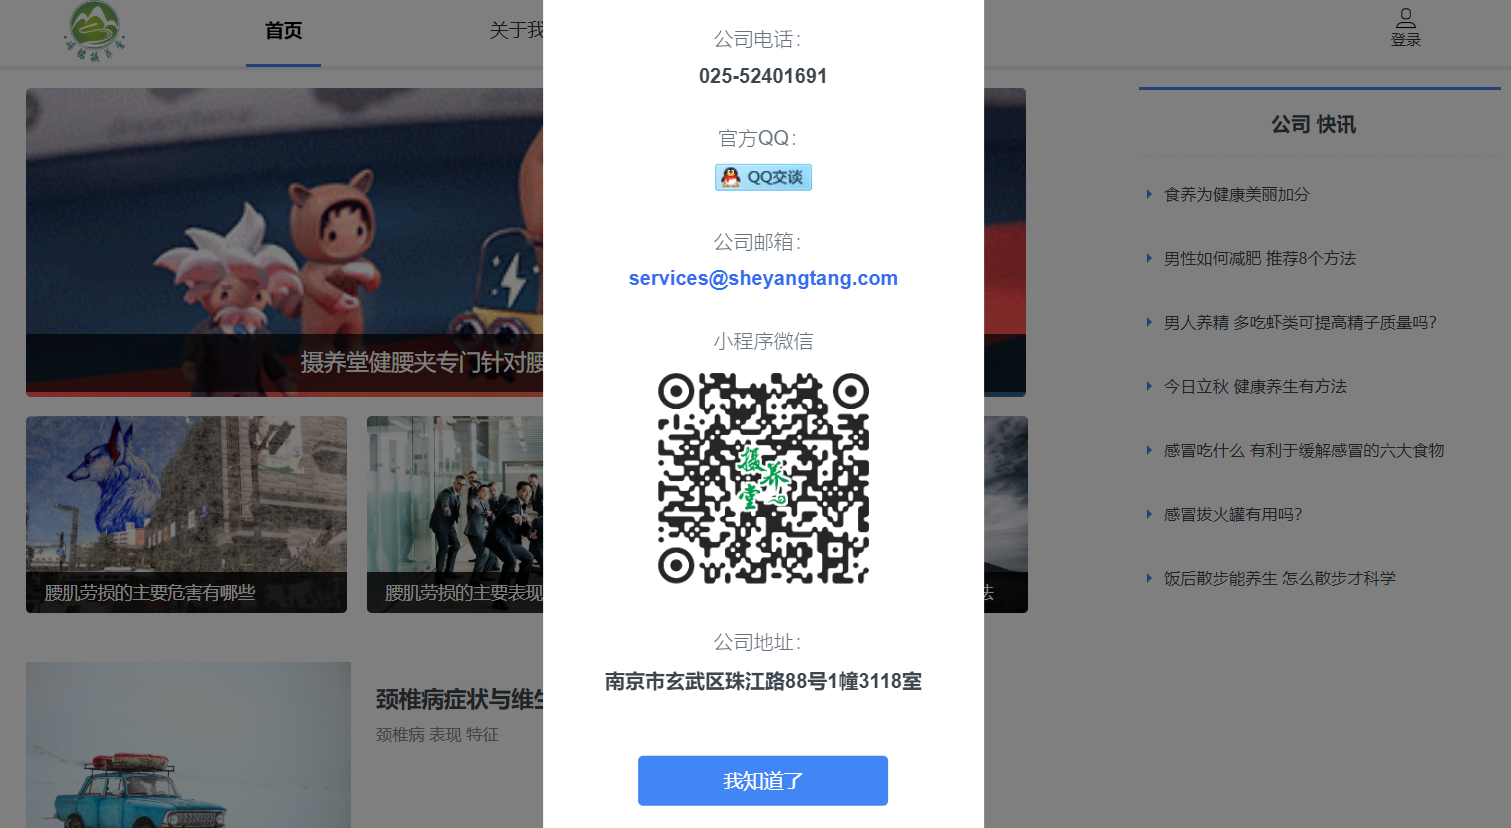 首页
关于我
登录
公司电话：
025-52401691
官方QQ：
QQ交谈
公司邮箱：
services@sheyangtang.com
小程序微信
摄养堂
公司地址：
南京市玄武区珠江路88号1幢3118室
我知道了
摄养堂健腰夹专门针对腰
腰肌劳损的主要危害有哪些
腰肌劳损的主要表现
法
颈椎病症状与维生
颈椎病 表现 特征
公司 快讯
食养为健康美丽加分
男性如何减肥 推荐8个方法
男人养精 多吃虾类可提高精子质量吗？
今日立秋 健康养生有方法
感冒吃什么 有利于缓解感冒的六大食物
感冒拔火罐有用吗？
饭后散步能养生 怎么散步才科学